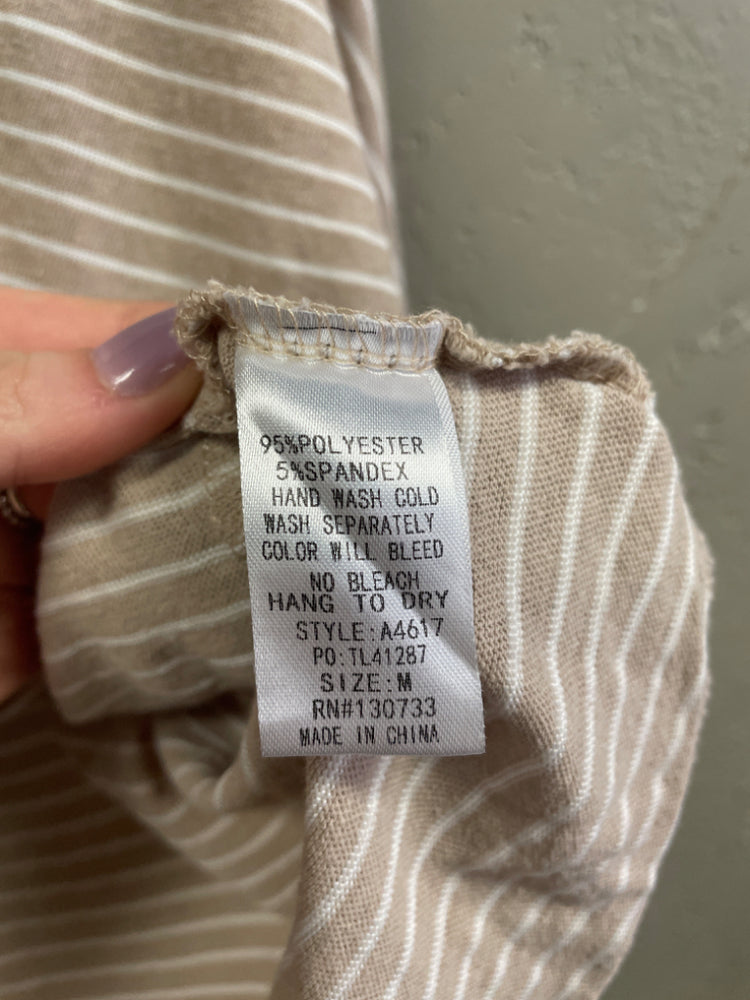 95%POLYESTER
5%SPANDEX
HAND WASH COLD
WASH SEPARATELY
COLOR WILL BLEED
NO BLEACH
HANG TO DRY
STYLE:A4617
PO:TL41287
SIZE:M
RN#130733
MADE IN CHINA